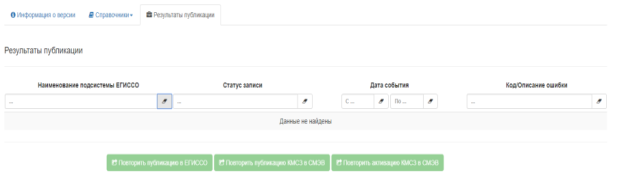 Информация о версии Справочники Результаты публикации
Результаты публикации
Наименование подсистемы ЕГИССО Статус записи Дата события Код/Описание ошибки
... ... С ... По ... ...
Данные не найдены
Повторить публикацию в ЕГИССО Повторить публикацию КМСЗ в СМЭВ Повторить активацию КМСЗ в СМЭВ